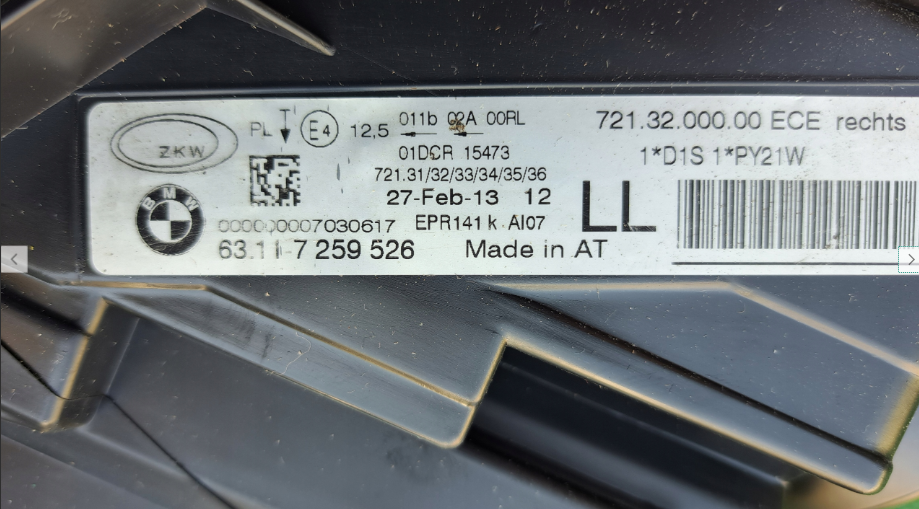 ZKW
PL T E4 12,5 011b 02A 00RL
01DCR 15473
721.31/32/33/34/35/36
27-Feb-13 12
BMW
000000007030617 EPR141 k AI07
63.11-7 259 526 Made in AT
LL
721.32.000.00 ECE rechts
1*D1S 1*PY21W